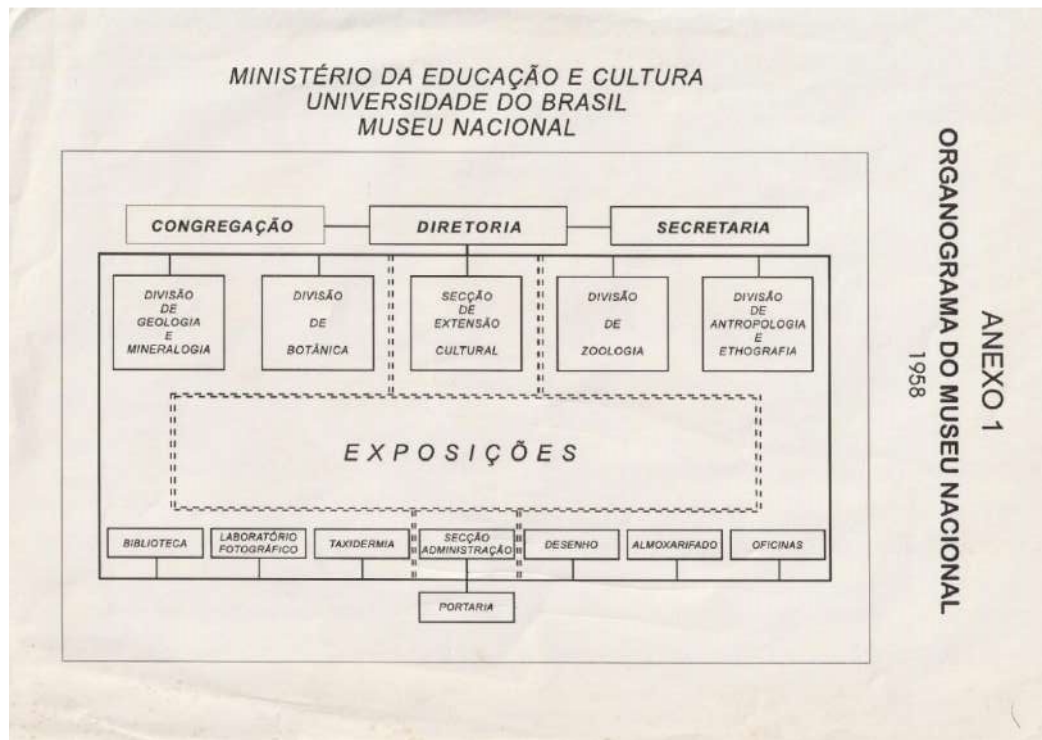 MINISTÉRIO DA EDUCAÇÃO E CULTURA
UNIVERSIDADE DO BRASIL
MUSEU NACIONAL
CONGREGAÇÃO
DIRETORIA
SECRETARIA
DIVISÃO
DE
GEOLOGIA
E
MINERALOGIA
DIVISÃO
DE
BOTÂNICA
SECÇÃO
DE
EXTENSÃO
CULTURAL
DIVISÃO
DE
ZOOLOGIA
DIVISÃO
DE
ANTROPOLOGIA
E
ETHOGRAFIA
EXPOSIÇÕES
BIBLIOTECA
LABORATÓRIO
FOTOGRÁFICO
TAXIDERMIA
SECÇÃO
ADMINISTRAÇÃO
DESENHO
ALMOXARIFADO
OFICINAS
PORTARIA
ANEXO 1
ORGANOGRAMA DO MUSEU NACIONAL
1958